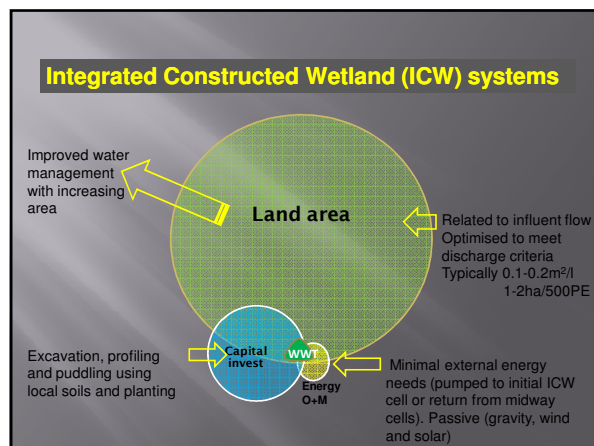 Integrated Constructed Wetland (ICW) systems
Improved water
management
with increasing
area
Land area
Related to influent flow
Optimised to meet
discharge criteria
Typically 0.1-0.2m²/l
1-2ha/500PE
Excavation, profiling
and puddling using
local soils and planting
Capital
invest
WWT
Energy
O+M
Minimal external energy
needs (pumped to initial ICW
cell or return from midway
cells). Passive (gravity, wind
and solar)